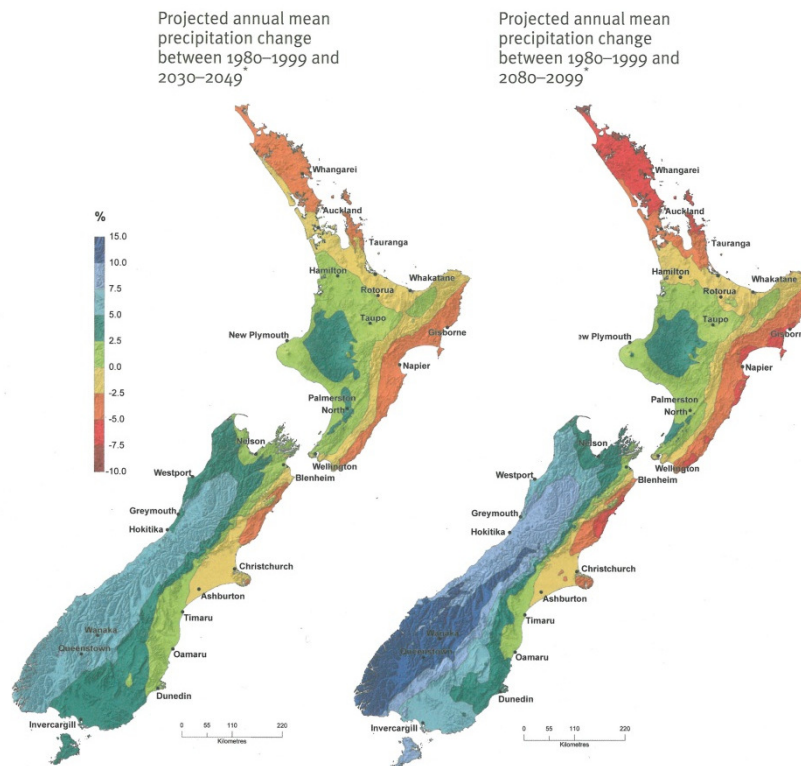 Projected annual mean
precipitation change
between 1980–1999 and
2030–2049*
Projected annual mean
precipitation change
between 1980–1999 and
2080–2099*
%
15.0
10.0
7.5
5.0
2.5
0.0
-2.5
-5.0
-7.5
-10.0
Whangarei
Auckland
Tauranga
Hamilton
Whakatane
Rotorua
Taupo
New Plymouth
Gisborne
Napier
Palmerston
North
Nelson
Wellington
Blenheim
Westport
Greymouth
Hokitika
Christchurch
Ashburton
Timaru
Wanaka
Queenstown
Oamaru
Dunedin
Invercargill
0 55 110 220
Kilometres
Whangarei
Auckland
Tauranga
Hamilton
Whakatane
Rotorua
Taupo
ew Plymouth
Gisborn
Napier
Palmerston
North
Nelson
Wellington
Blenheim
Westport
Greymouth
Hokitika
Christchurch
Ashburton
Timaru
Wanaka
Queenstown
Oamaru
Dunedin
Invercargill
0 55 110 220
Kilometres